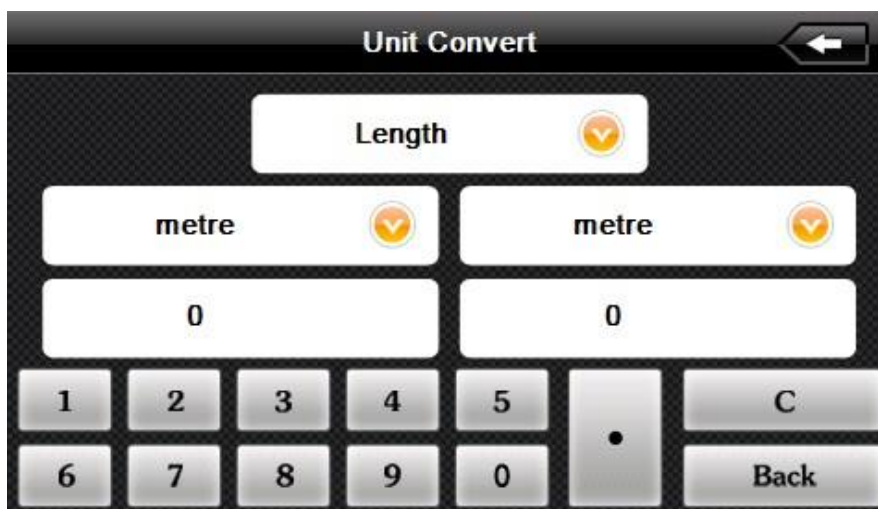 Unit Convert
Length
metre metre
0 0
1 2 3 4 5 . C
6 7 8 9 0 Back